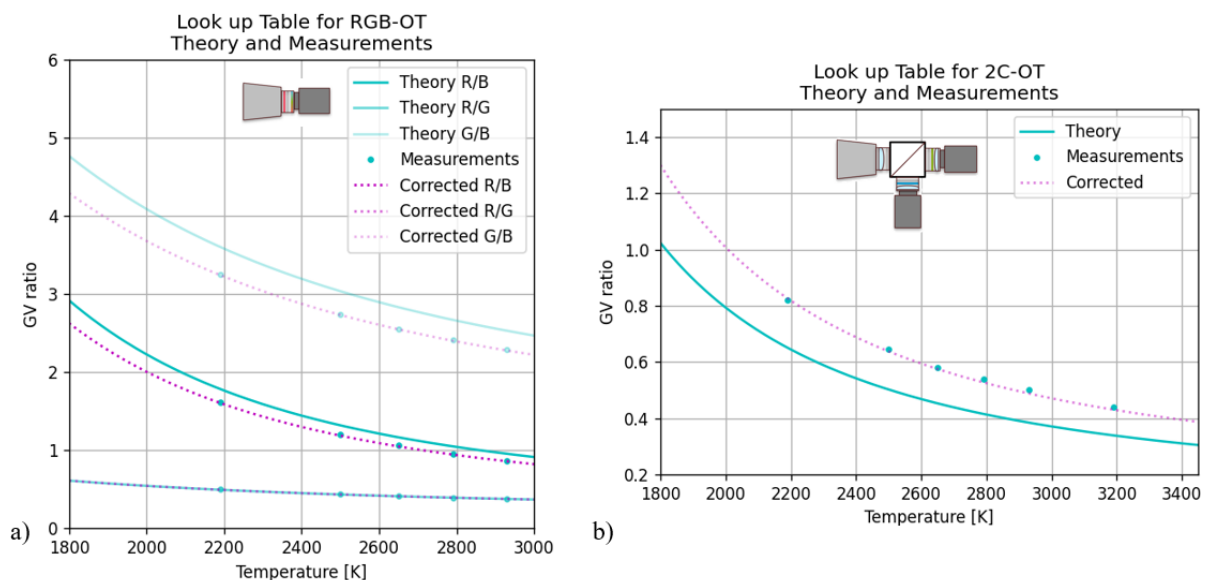 Look up Table for RGB-OT
Theory and Measurements
6
5
4
3
2
1
0
GV ratio
Theory R/B
Theory R/G
Theory G/B
Measurements
Corrected R/B
Corrected R/G
Corrected G/B
1800 2000 2200 2400 2600 2800 3000
Temperature [K]
a)
Look up Table for 2C-OT
Theory and Measurements
1.4
1.2
1.0
0.8
0.6
0.4
0.2
GV ratio
Theory
Measurements
Corrected
1800 2000 2200 2400 2600 2800 3000 3200 3400
Temperature [K]
b)